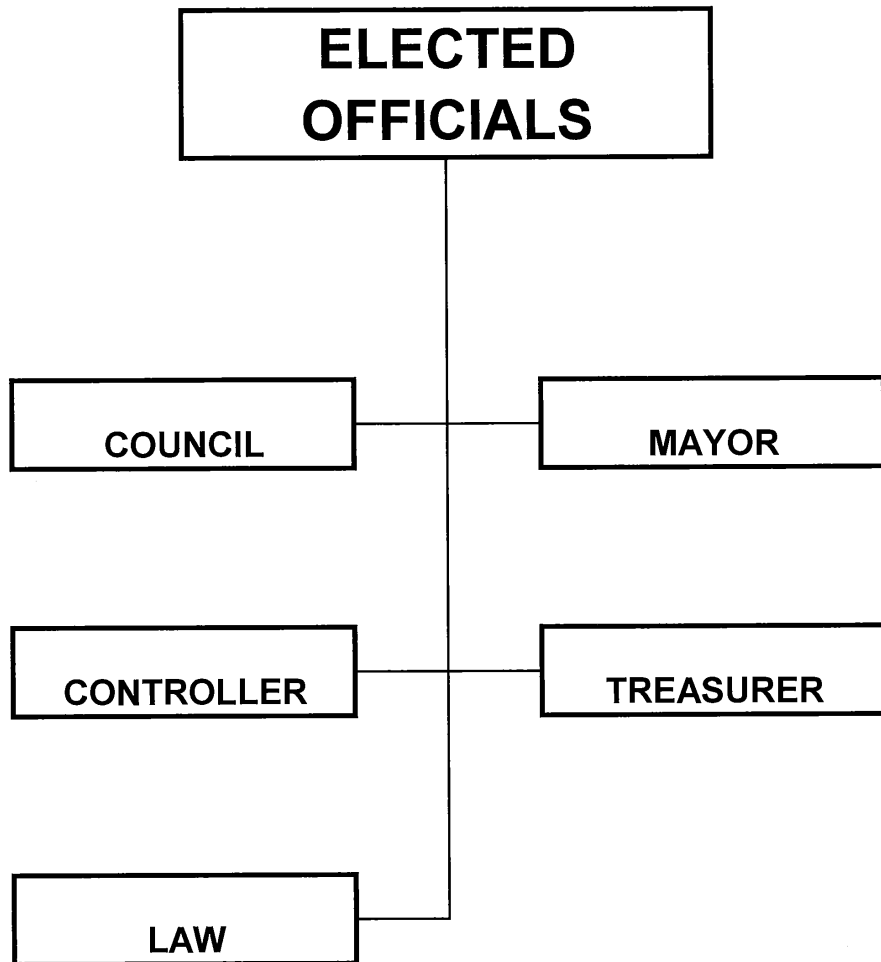 ELECTED
OFFICIALS
COUNCIL
MAYOR
CONTROLLER
TREASURER
LAW